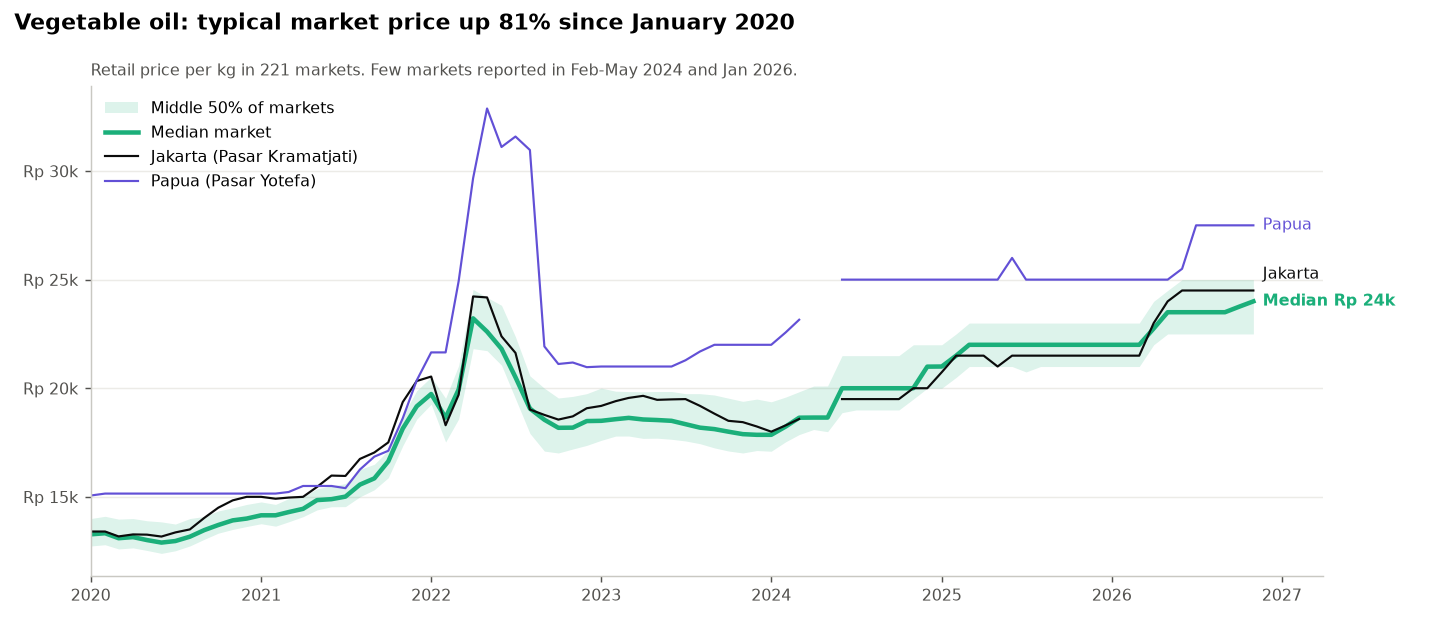 Vegetable oil: typical market price up 81% since January 2020
Retail price per kg in 221 markets. Few markets reported in Feb-May 2024 and Jan 2026.
Middle 50% of markets
Median market
Jakarta (Pasar Kramatjati)
Papua (Pasar Yotefa)
Rp 30k
Rp 25k
Rp 20k
Rp 15k
Papua
Jakarta
Median Rp 24k
2020 2021 2022 2023 2024 2025 2026 2027